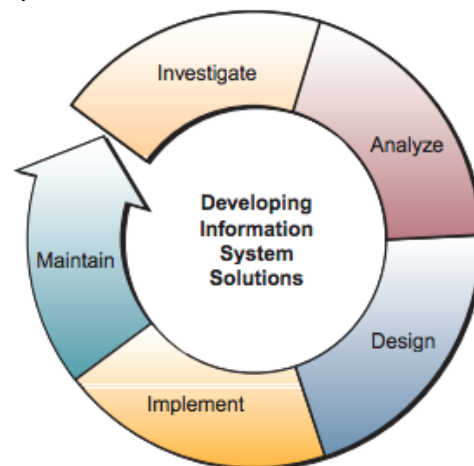 Investigate
Analyze
Developing
Information
System
Solutions
Maintain
Design
Implement